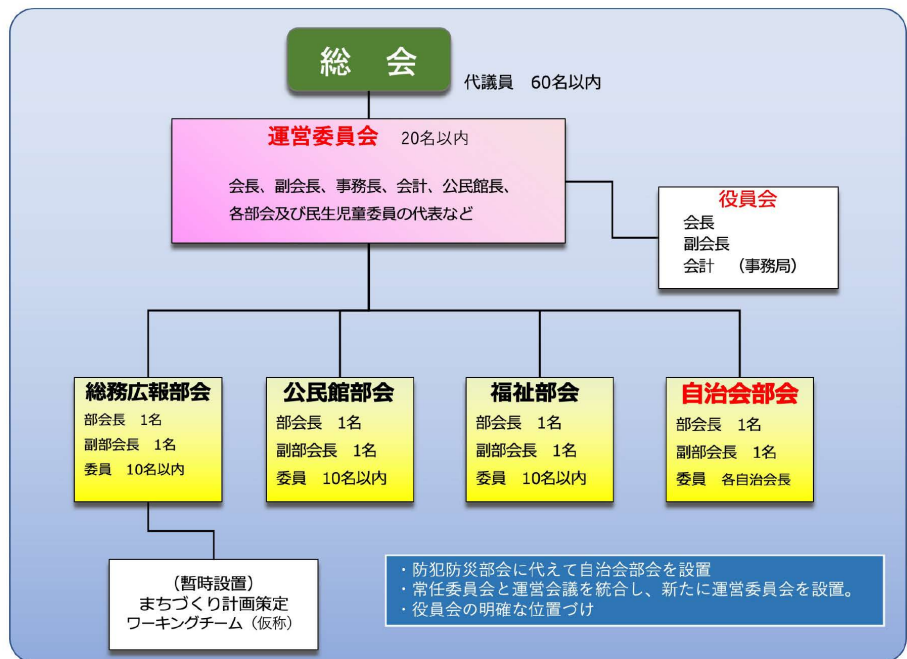 総　会
代議員　60名以内
運営委員会　20名以内
会長、副会長、事務長、会計、公民館長、
各部会及び民生児童委員の代表など
役員会
会長
副会長
会計　（事務局）
総務広報部会
部会長　1名
副部会長　1名
委員　10名以内
公民館部会
部会長　1名
副部会長　1名
委員　10名以内
福祉部会
部会長　1名
副部会長　1名
委員　10名以内
自治会部会
部会長　1名
副部会長　1名
委員　各自治会長
（暫時設置）
まちづくり計画策定
ワーキングチーム（仮称）
・防犯防災部会に代えて自治会部会を設置
・常任委員会と運営会議を統合し、新たに運営委員会を設置。
・役員会の明確な位置づけ